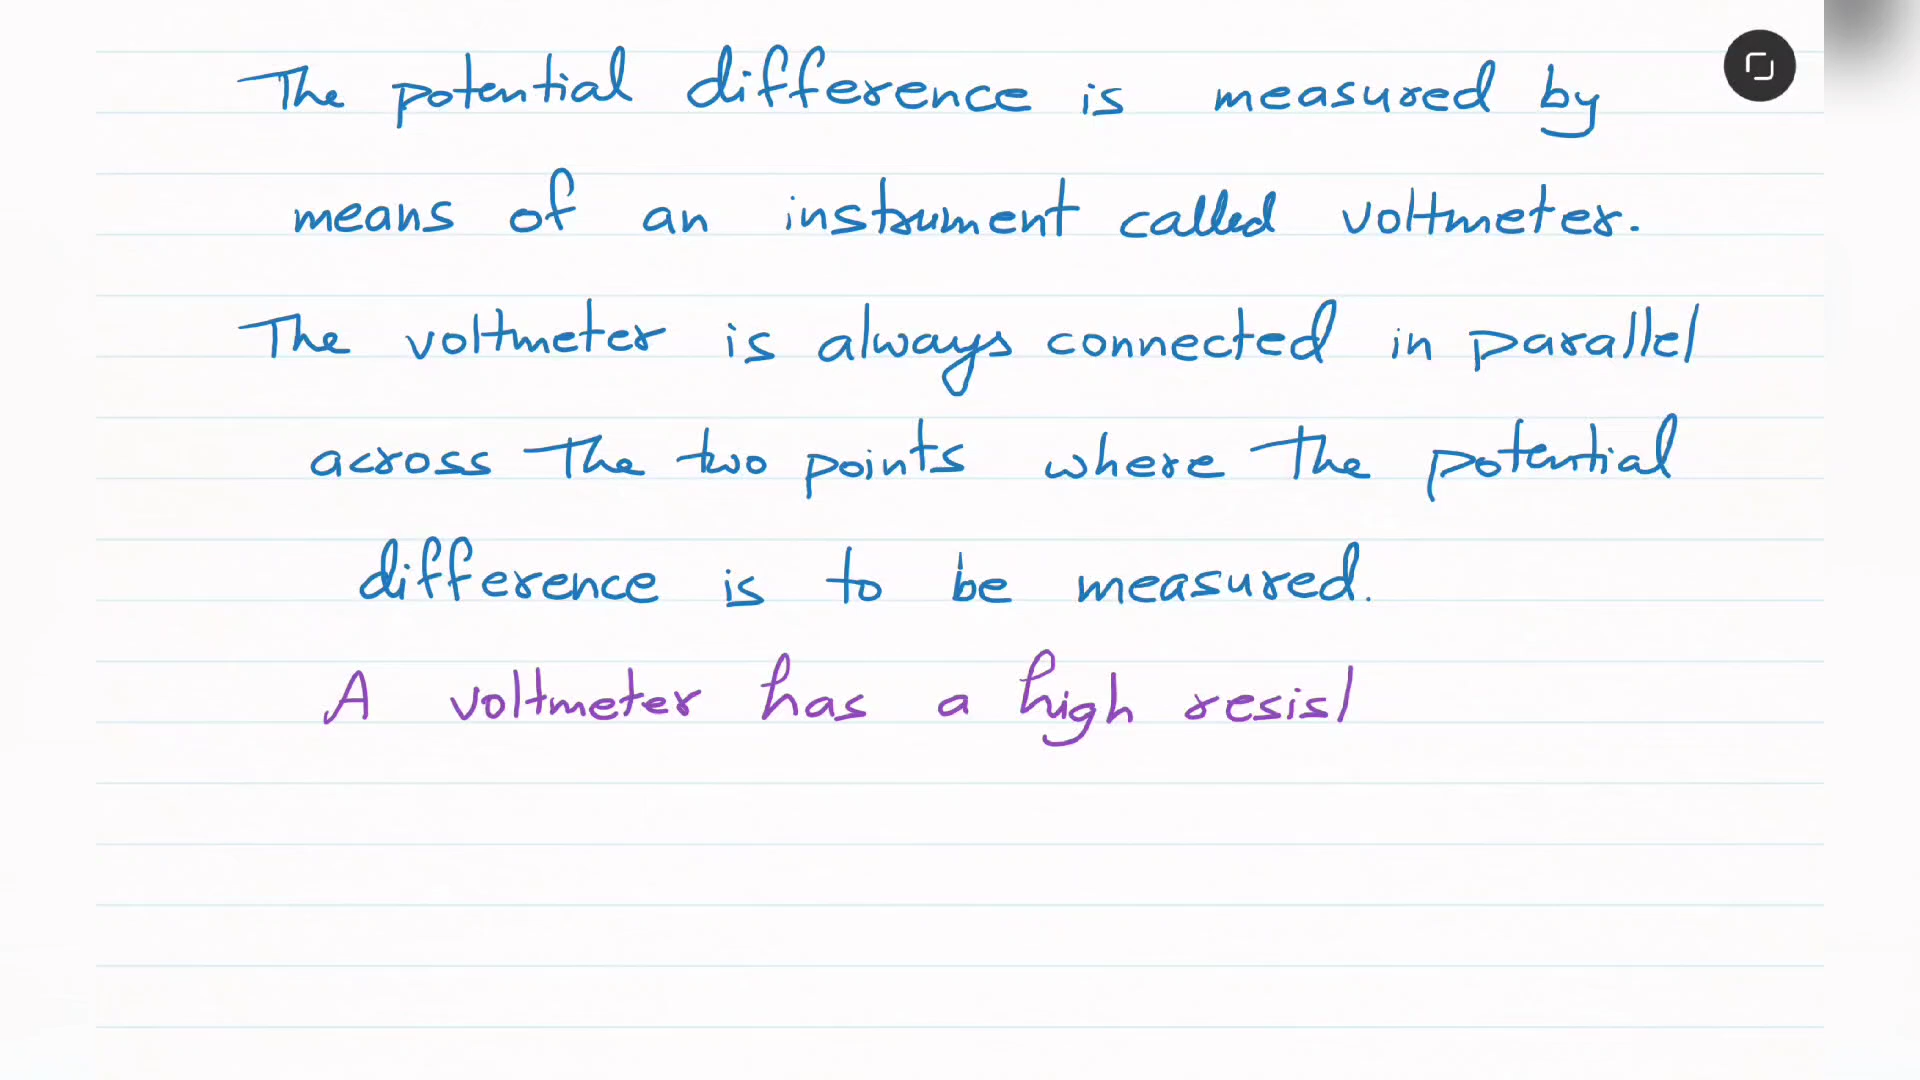 The potential difference is measured by
means of an instrument called voltmeter.
The voltmeter is always connected in parallel
across the two points where the potential
difference is to be measured.
A voltmeter has a high resist